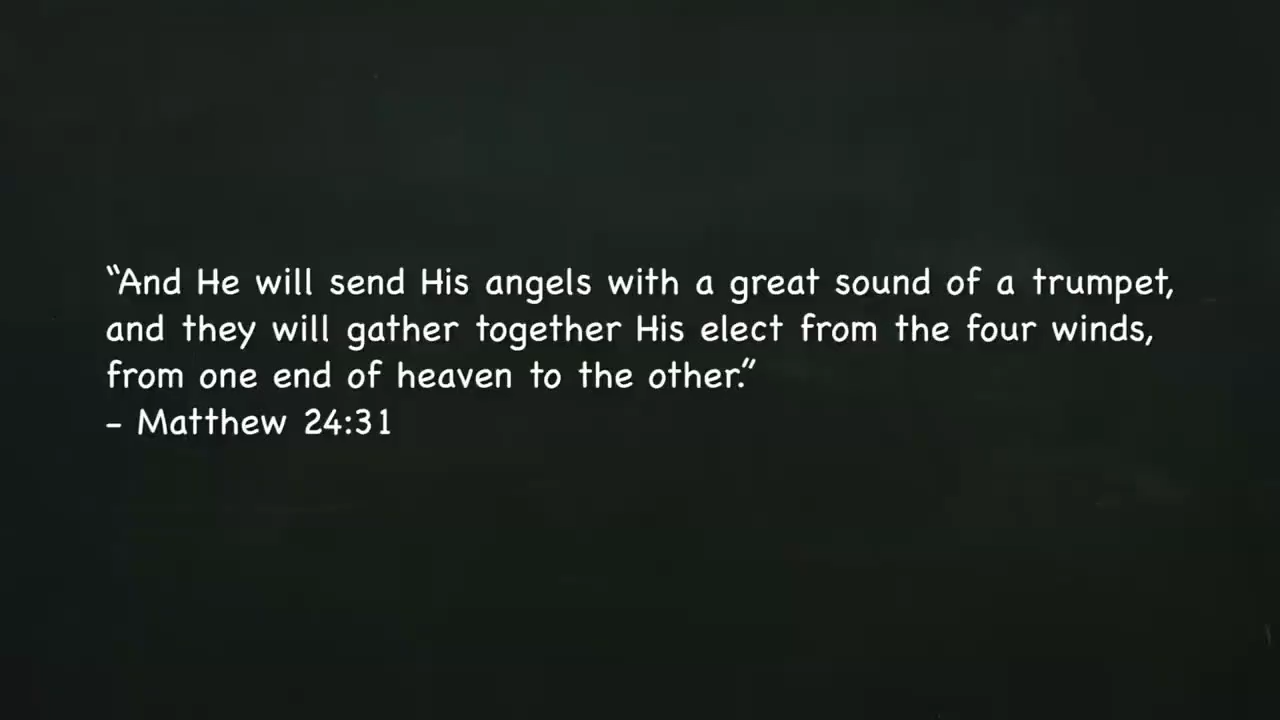 “And He will send His angels with a great sound of a trumpet,
and they will gather together His elect from the four winds,
from one end of heaven to the other.”
– Matthew 24:31